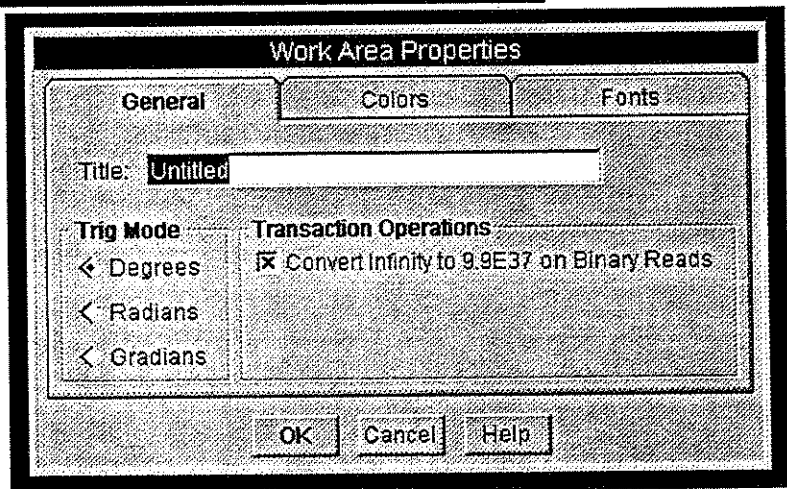 Work Area Properties
General Colors Fonts
Title: Untitled
Trig Mode Transaction Operations
Degrees Convert Infinity to 9.9E37 on Binary Reads
Radians
Gradians
OK Cancel Help